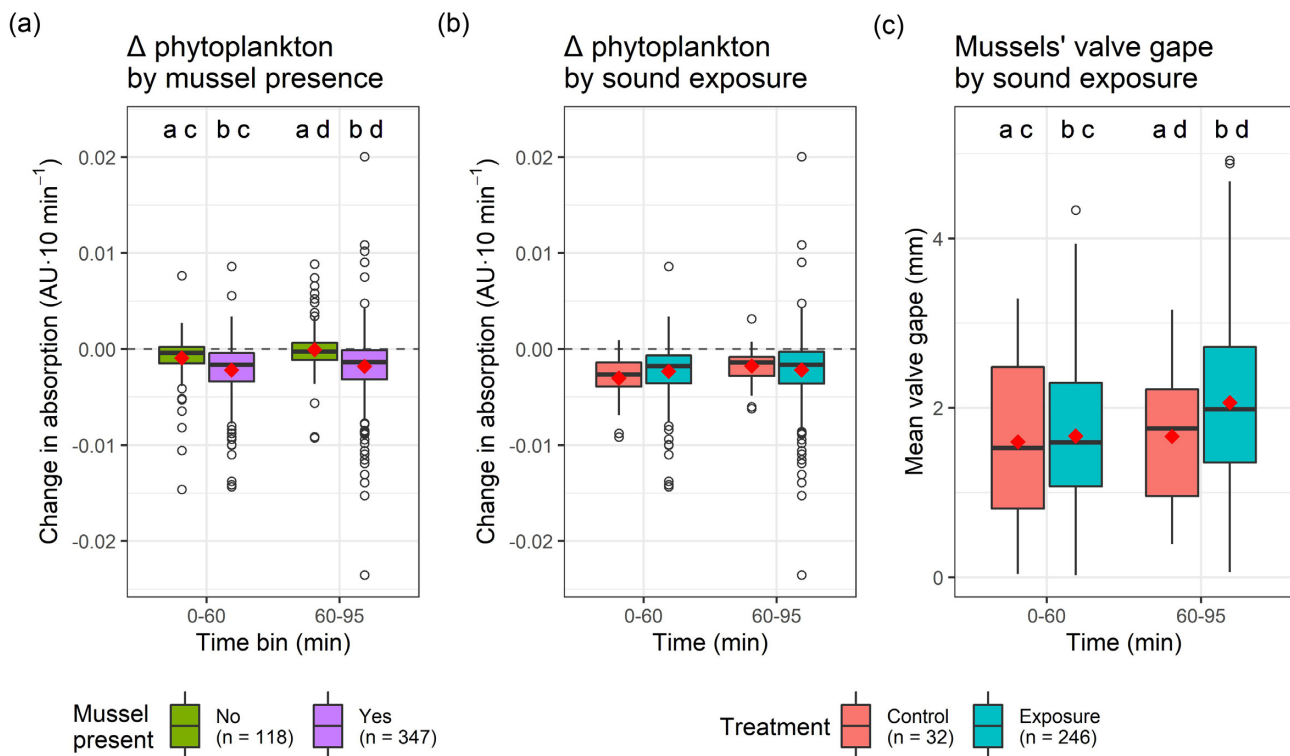 (a)
Δ phytoplankton
by mussel presence
a c
b c
a d
b d
0.02
0.01
0.00
-0.01
-0.02
Change in absorption (AU·10 min⁻¹)
0-60
60-95
Time bin (min)
(b)
Δ phytoplankton
by sound exposure
0.02
0.01
0.00
-0.01
-0.02
Change in absorption (AU·10 min⁻¹)
0-60
60-95
Time (min)
(c)
Mussels' valve gape
by sound exposure
a c
b c
a d
b d
4
2
0
Mean valve gape (mm)
0-60
60-95
Time (min)
Mussel
present
No
(n = 118)
Yes
(n = 347)
Treatment
Control
(n = 32)
Exposure
(n = 246)